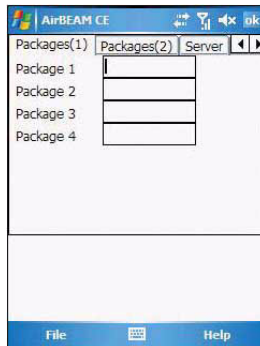 AirBEAM CE ok
Packages(1) Packages(2) Server
Package 1
Package 2
Package 3
Package 4
File Help